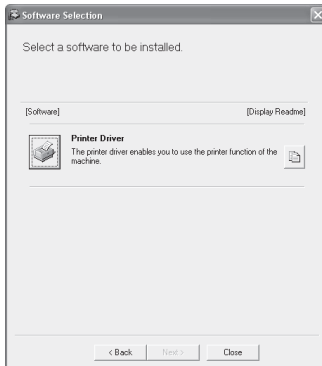 Software Selection
Select a software to be installed.
[Software] [Display Readme]
Printer Driver
The printer driver enables you to use the printer function of the
machine.
< Back Next > Close